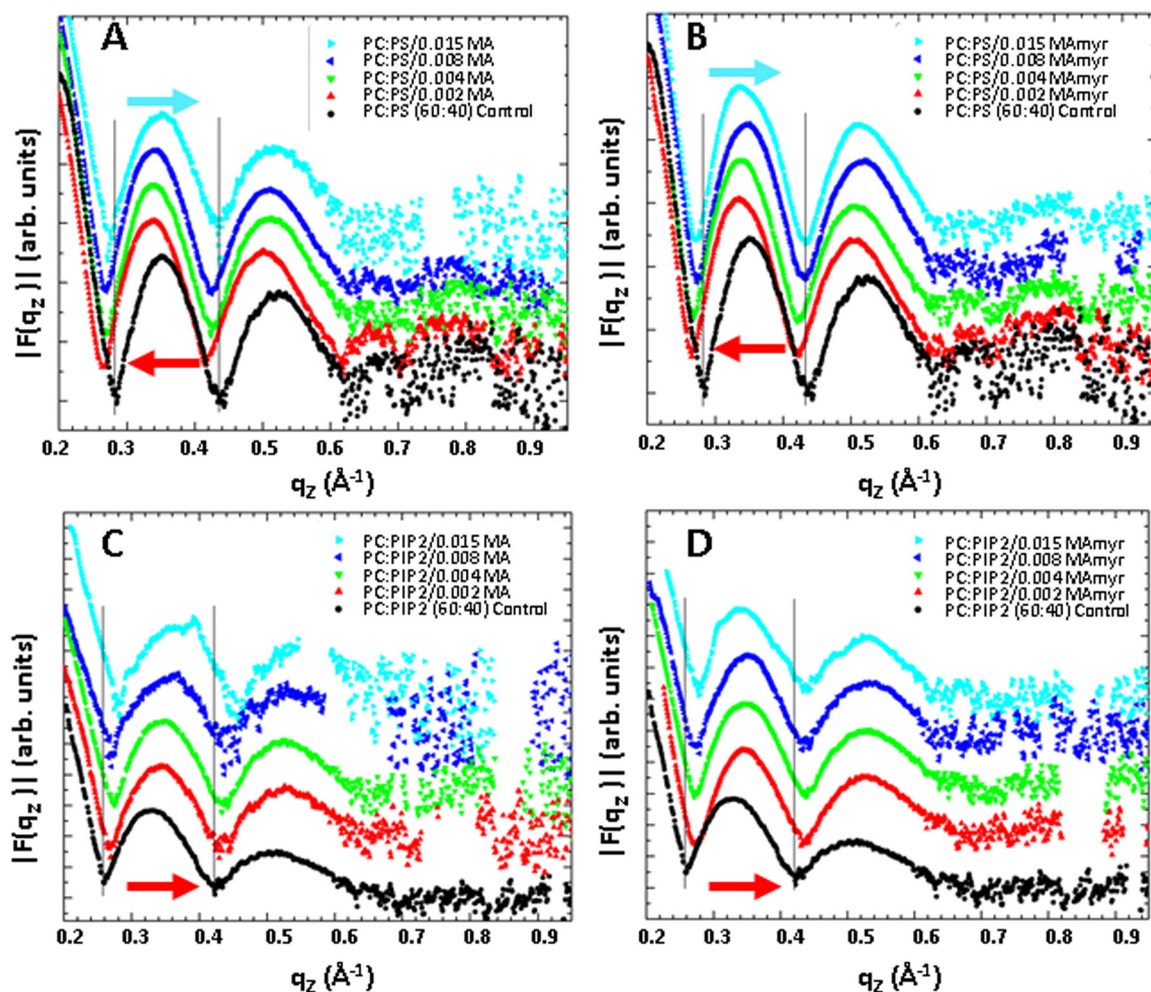 A
PC:PS/0.015 MA
PC:PS/0.008 MA
PC:PS/0.004 MA
PC:PS/0.002 MA
PC:PS (60:40) Control
|F(qz)| (arb. units)
0.2 0.3 0.4 0.5 0.6 0.7 0.8 0.9
qz (Å-1)
B
PC:PS/0.015 MAmyr
PC:PS/0.008 MAmyr
PC:PS/0.004 MAmyr
PC:PS/0.002 MAmyr
PC:PS (60:40) Control
|F(qz)| (arb. units)
0.2 0.3 0.4 0.5 0.6 0.7 0.8 0.9
qz (Å-1)
C
PC:PIP2/0.015 MA
PC:PIP2/0.008 MA
PC:PIP2/0.004 MA
PC:PIP2/0.002 MA
PC:PIP2 (60:40) Control
|F(qz)| (arb. units)
0.2 0.3 0.4 0.5 0.6 0.7 0.8 0.9
qz (Å-1)
D
PC:PIP2/0.015 MAmyr
PC:PIP2/0.008 MAmyr
PC:PIP2/0.004 MAmyr
PC:PIP2/0.002 MAmyr
PC:PIP2 (60:40) Control
|F(qz)| (arb. units)
0.2 0.3 0.4 0.5 0.6 0.7 0.8 0.9
qz (Å-1)